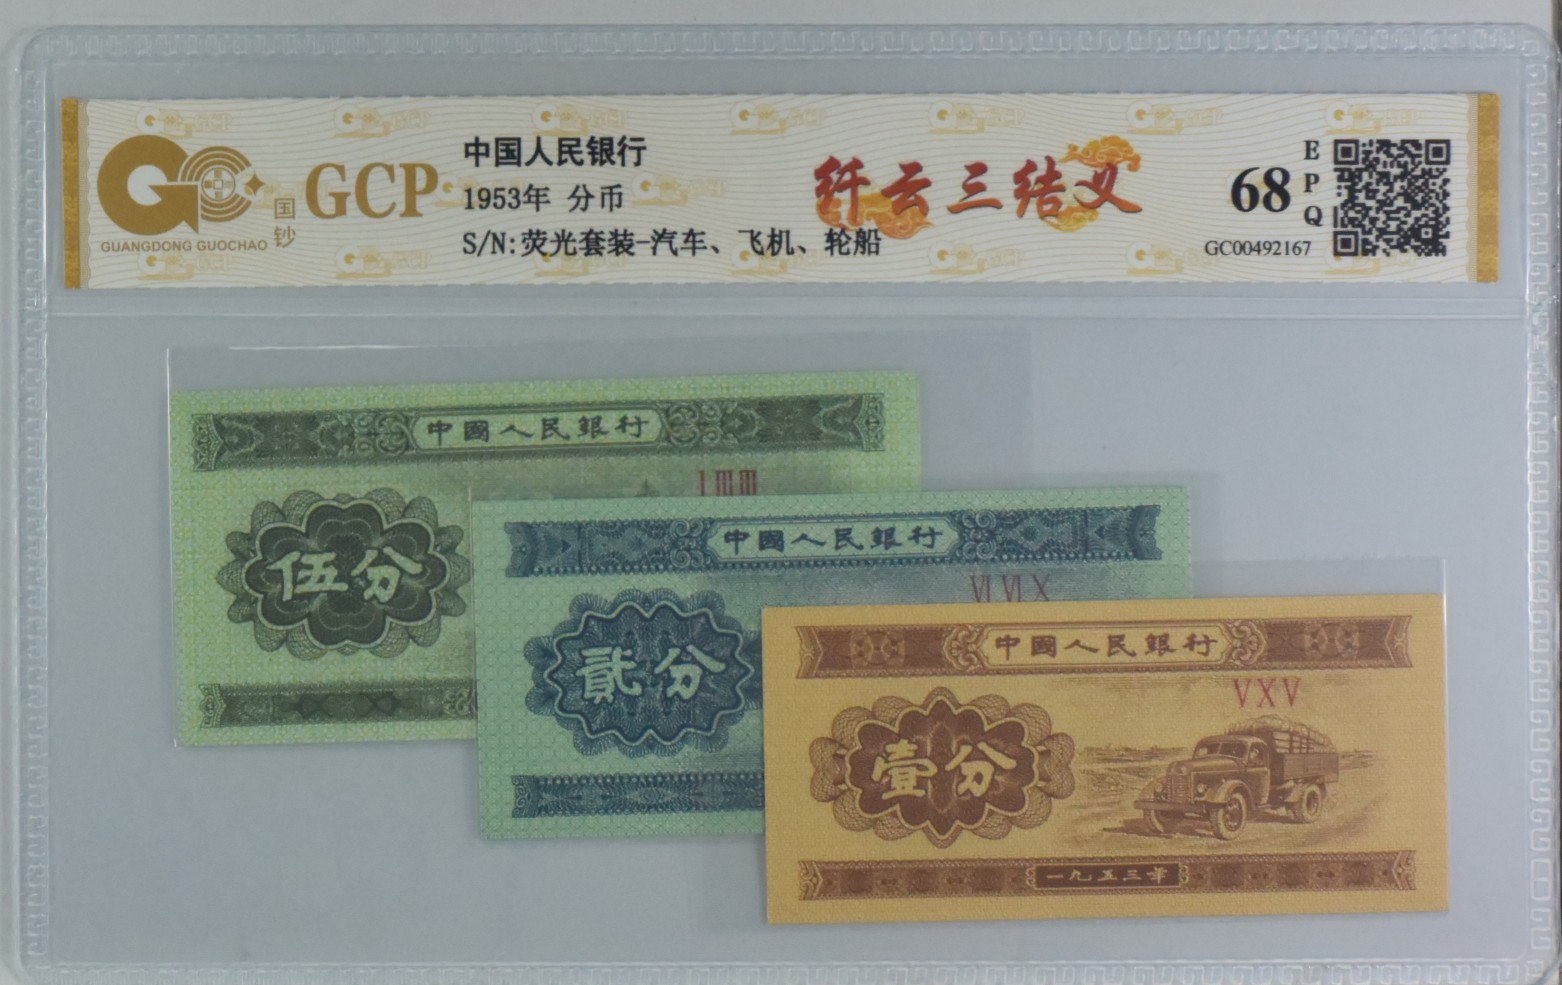 GUANGDONG GUOCHAO
国钞
GCP
中国人民银行
1953年 分币
S/N:荧光套装-汽车、飞机、轮船
纤云三结义
68
EPQ
GC00492167
中國人民銀行
伍分
中國人民銀行
VI VI X
貳分
中國人民銀行
V X V
壹分
一九五三年